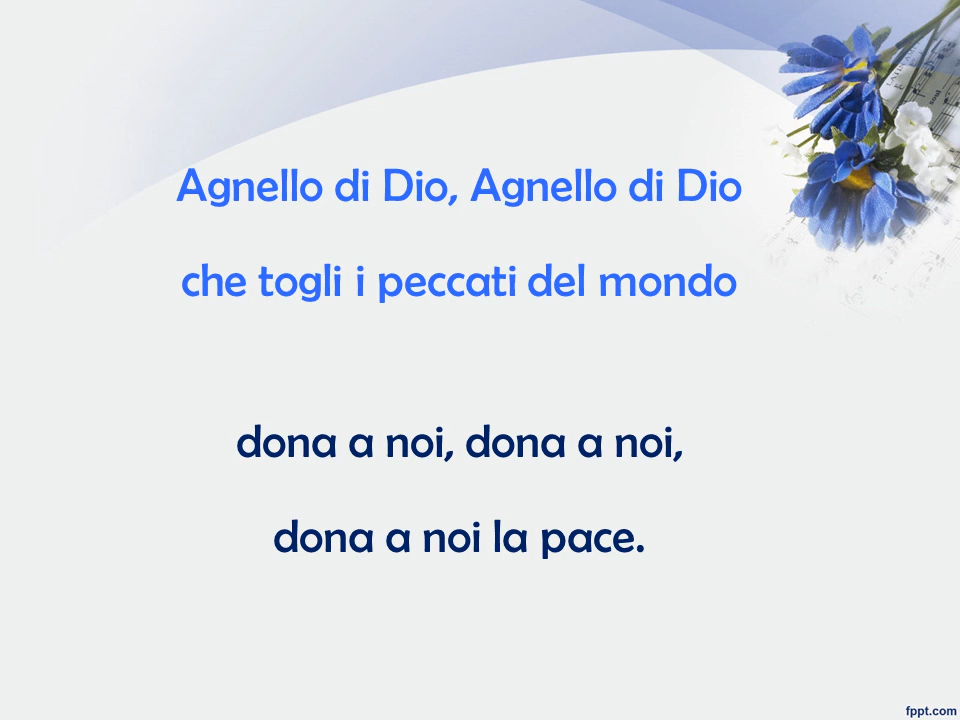 Agnello di Dio, Agnello di Dio
che togli i peccati del mondo
dona a noi, dona a noi,
dona a noi la pace.
fppt.com